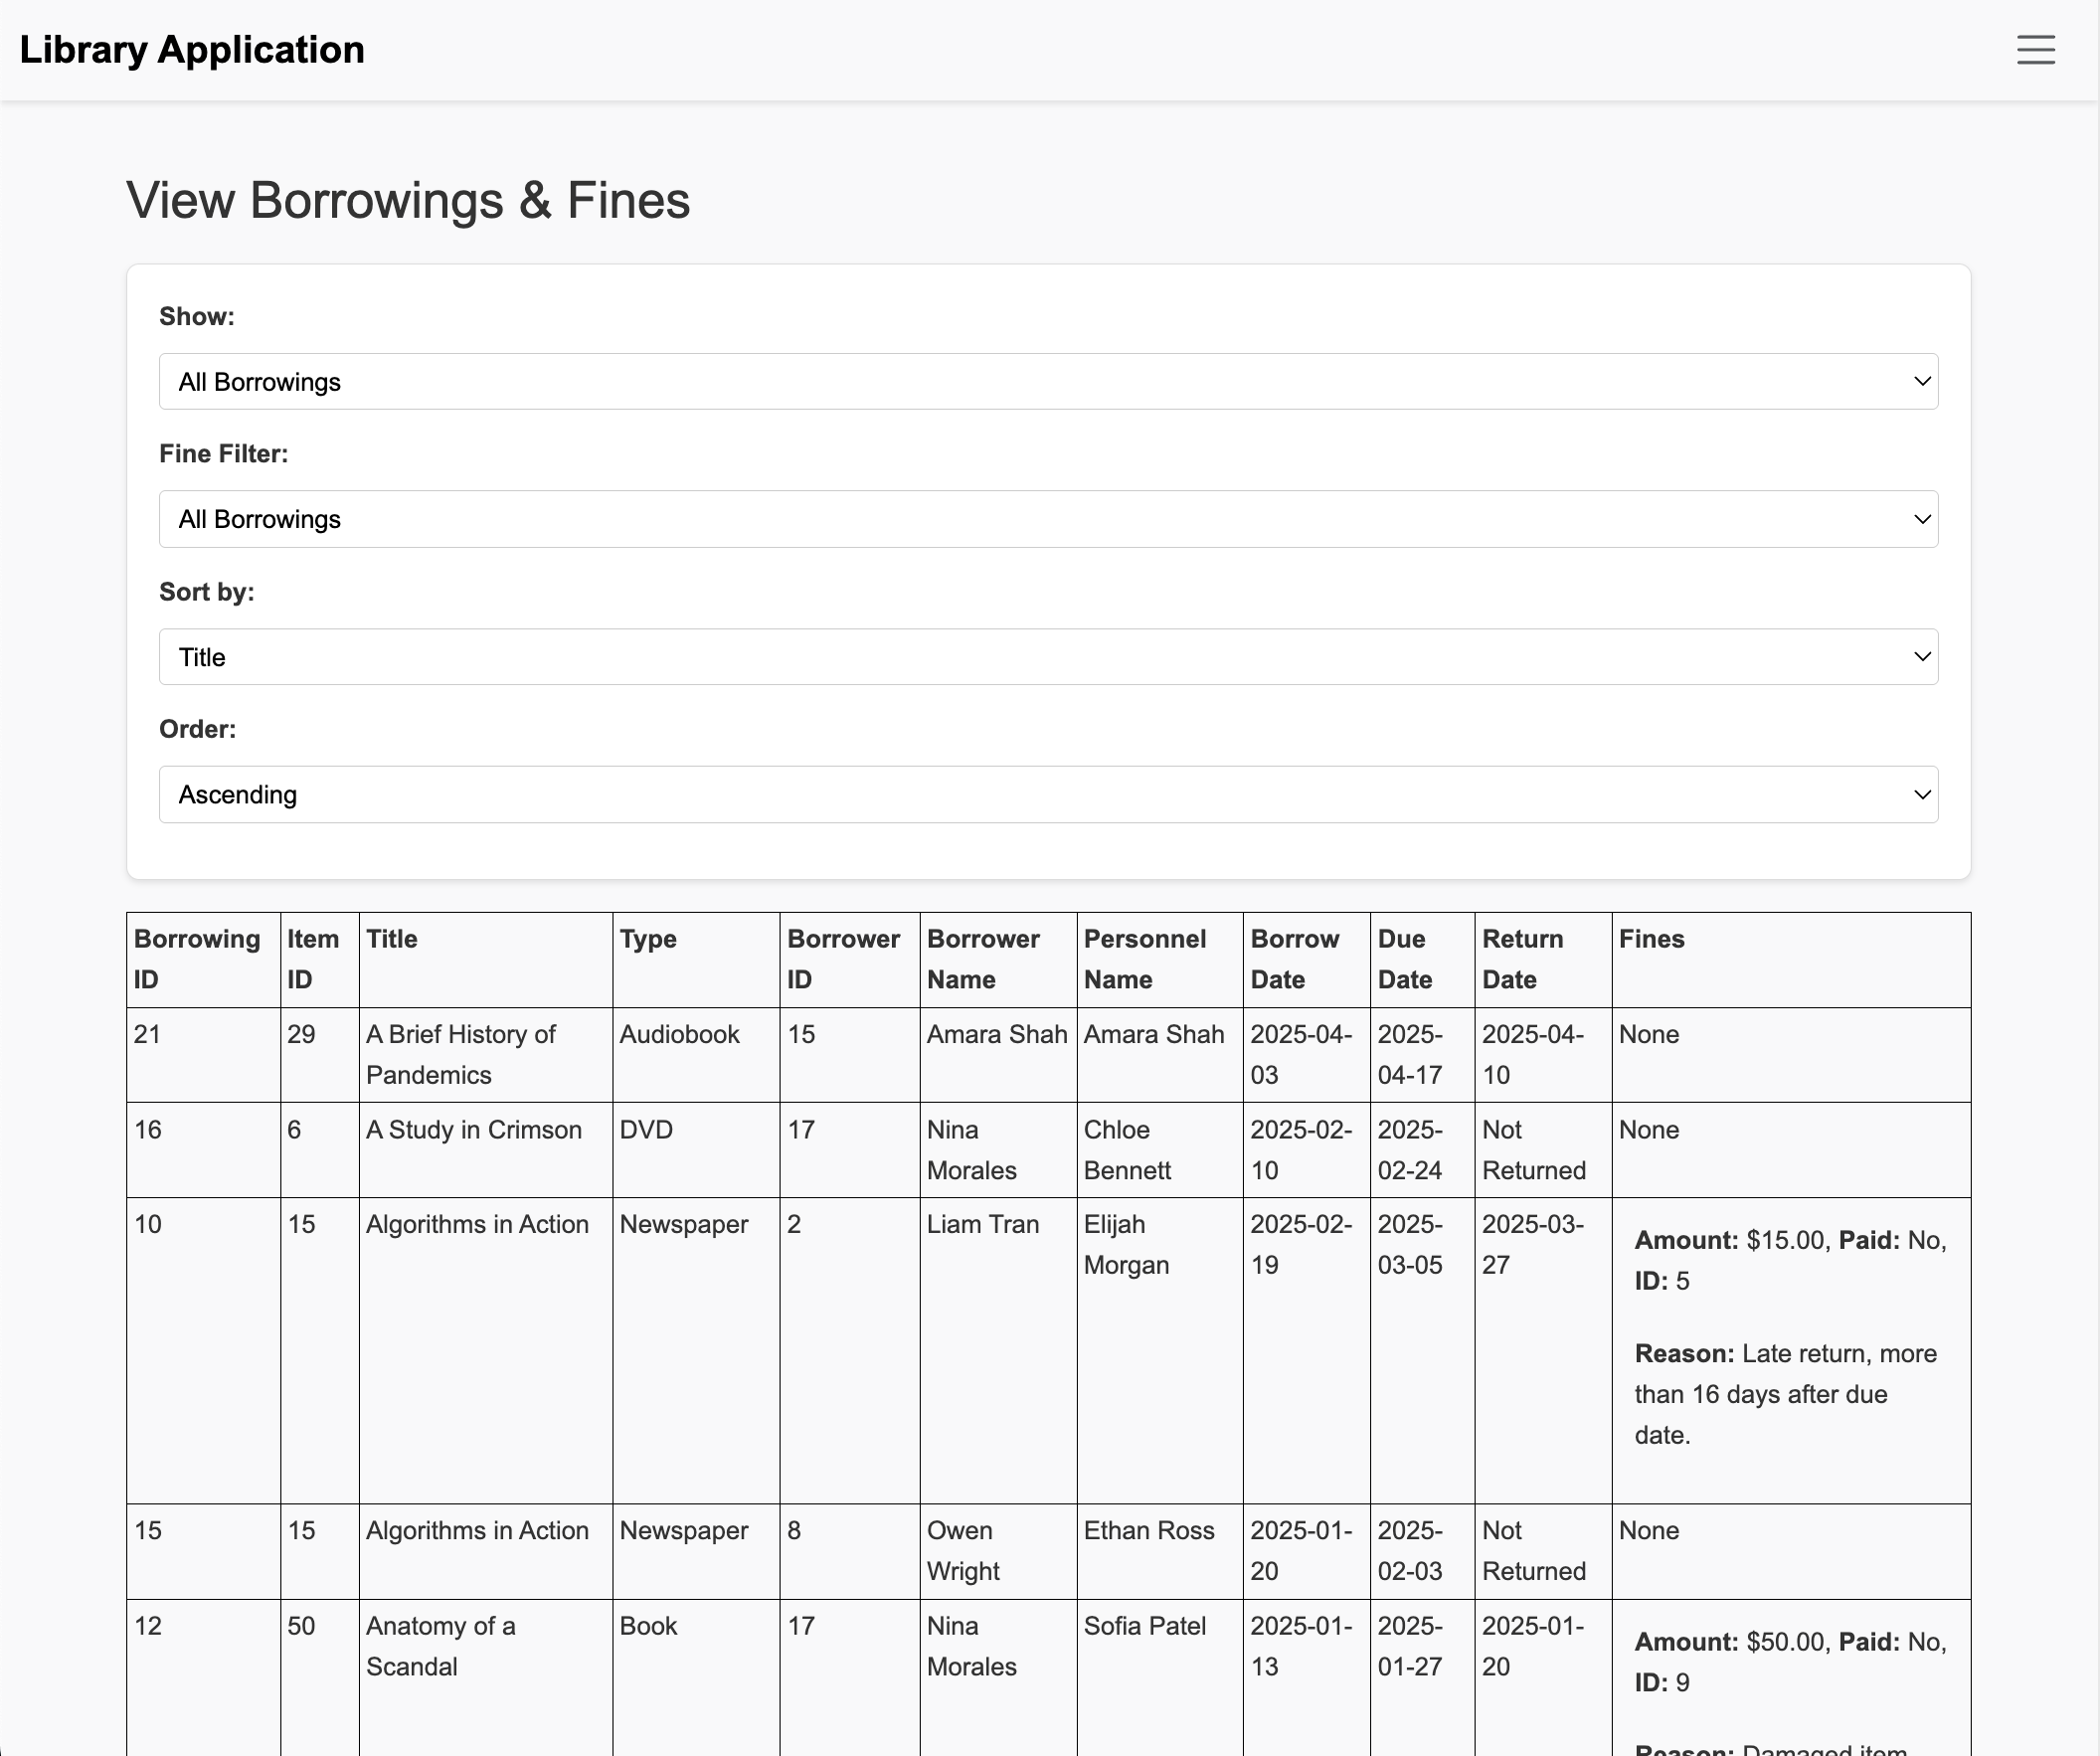 Library Application
View Borrowings & Fines
Show:
All Borrowings
Fine Filter:
All Borrowings
Sort by:
Title
Order:
Ascending
Borrowing ID | Item ID | Title | Type | Borrower ID | Borrower Name | Personnel Name | Borrow Date | Due Date | Return Date | Fines
21 | 29 | A Brief History of Pandemics | Audiobook | 15 | Amara Shah | Amara Shah | 2025-04-03 | 2025-04-17 | 2025-04-10 | None
16 | 6 | A Study in Crimson | DVD | 17 | Nina Morales | Chloe Bennett | 2025-02-10 | 2025-02-24 | Not Returned | None
10 | 15 | Algorithms in Action | Newspaper | 2 | Liam Tran | Elijah Morgan | 2025-02-19 | 2025-03-05 | 2025-03-27 | Amount: $15.00, Paid: No, ID: 5
Reason: Late return, more than 16 days after due date.
15 | 15 | Algorithms in Action | Newspaper | 8 | Owen Wright | Ethan Ross | 2025-01-20 | 2025-02-03 | Not Returned | None
12 | 50 | Anatomy of a Scandal | Book | 17 | Nina Morales | Sofia Patel | 2025-01-13 | 2025-01-27 | 2025-01-20 | Amount: $50.00, Paid: No, ID: 9
Reason: Damaged item